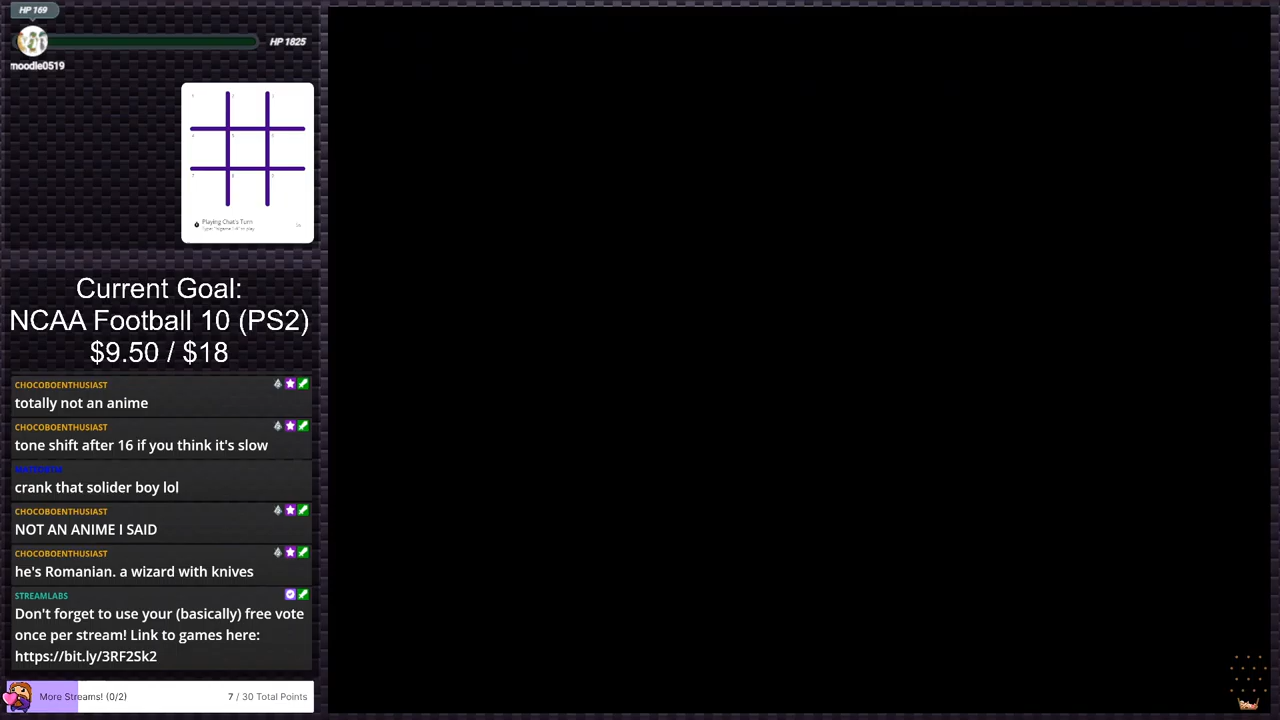 HP 169
HP 1825
moodle0519
Playing Chat's Turn
Current Goal:
NCAA Football 10 (PS2)
$9.50 / $18
CHOCOBOENTHUSIAST
totally not an anime
CHOCOBOENTHUSIAST
tone shift after 16 if you think it's slow
crank that solider boy lol
CHOCOBOENTHUSIAST
NOT AN ANIME I SAID
CHOCOBOENTHUSIAST
he's Romanian. a wizard with knives
STREAMLABS
Don't forget to use your (basically) free vote
once per stream! Link to games here:
https://bit.ly/3RF2Sk2
More Streams! (0/2)
7 / 30 Total Points